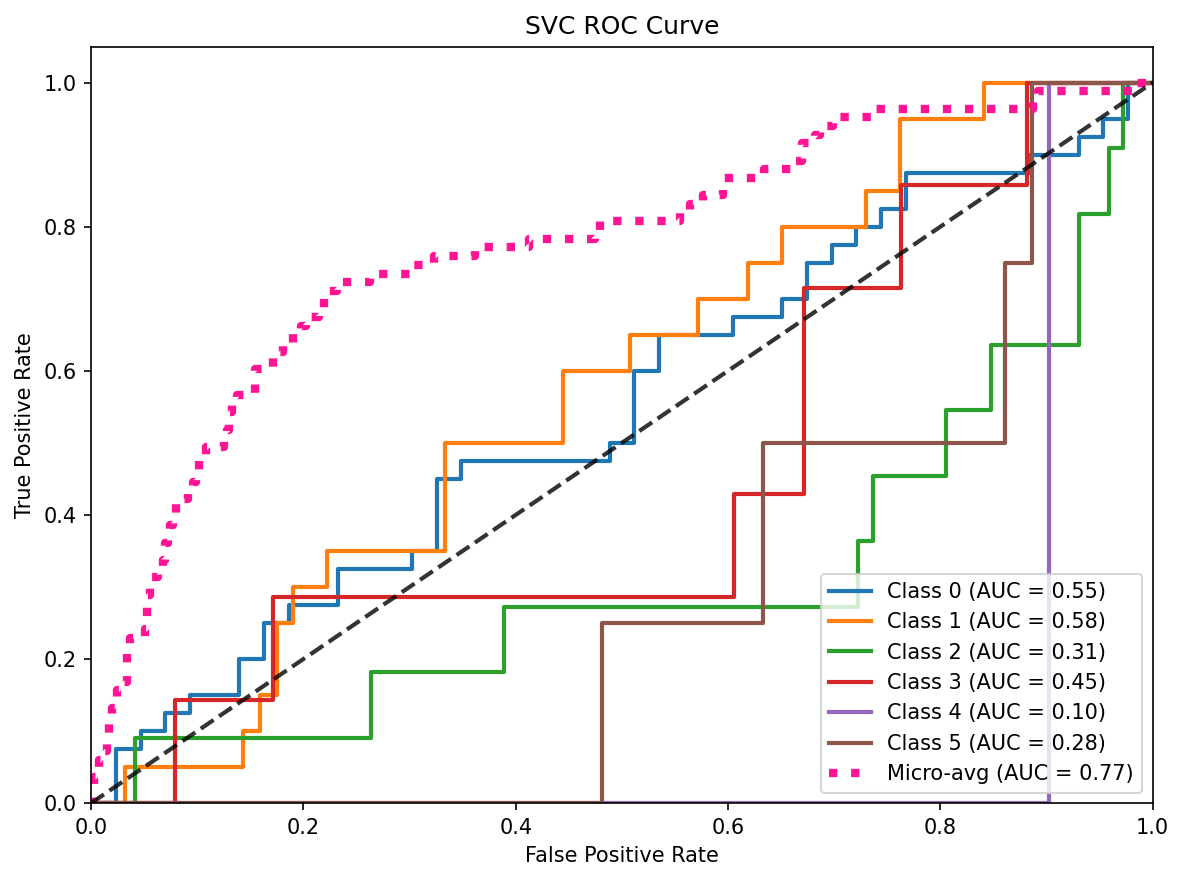 SVC ROC Curve
True Positive Rate
1.0
0.8
0.6
0.4
0.2
0.0
Class 0 (AUC = 0.55)
Class 1 (AUC = 0.58)
Class 2 (AUC = 0.31)
Class 3 (AUC = 0.45)
Class 4 (AUC = 0.10)
Class 5 (AUC = 0.28)
Micro-avg (AUC = 0.77)
0.0 0.2 0.4 0.6 0.8 1.0
False Positive Rate